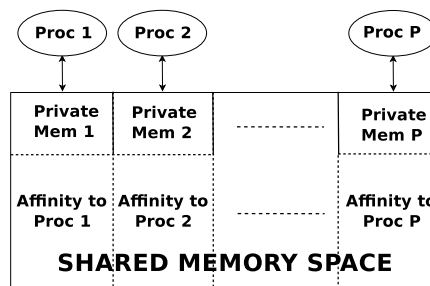 Proc 1
Proc 2
Proc P
Private
Mem 1
Private
Mem 2
Private
Mem P
Affinity to
Proc 1
Affinity to
Proc 2
Affinity to
Proc P
SHARED MEMORY SPACE